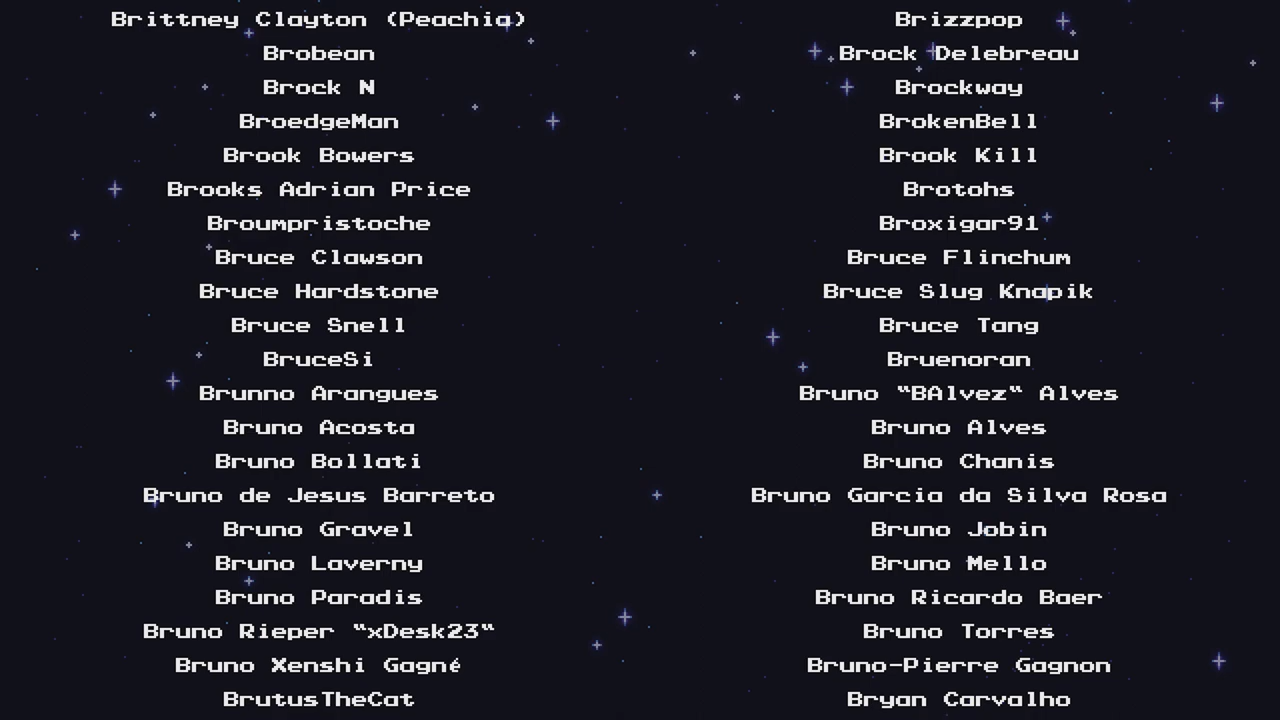 Brittney Clayton (Peachia) Brizzpop
Brobean Brock Delebreau
Brock N Brockway
BroedgeMan BrokenBell
Brook Bowers Brook Kill
Brooks Adrian Price Brotohs
Broumpristoche Broxigar91
Bruce Clawson Bruce Flinchum
Bruce Hardstone Bruce Slug Knapik
Bruce Snell Bruce Tang
BruceSi Bruenoran
Brunno Arangues Bruno "BAlvez" Alves
Bruno Acosta Bruno Alves
Bruno Bollati Bruno Chanis
Bruno de Jesus Barreto Bruno Garcia da Silva Rosa
Bruno Gravel Bruno Jobin
Bruno Laverny Bruno Mello
Bruno Paradis Bruno Ricardo Baer
Bruno Rieper "xDesk23" Bruno Torres
Bruno Xenshi Gagné Bruno-Pierre Gagnon
BrutusTheCat Bryan Carvalho